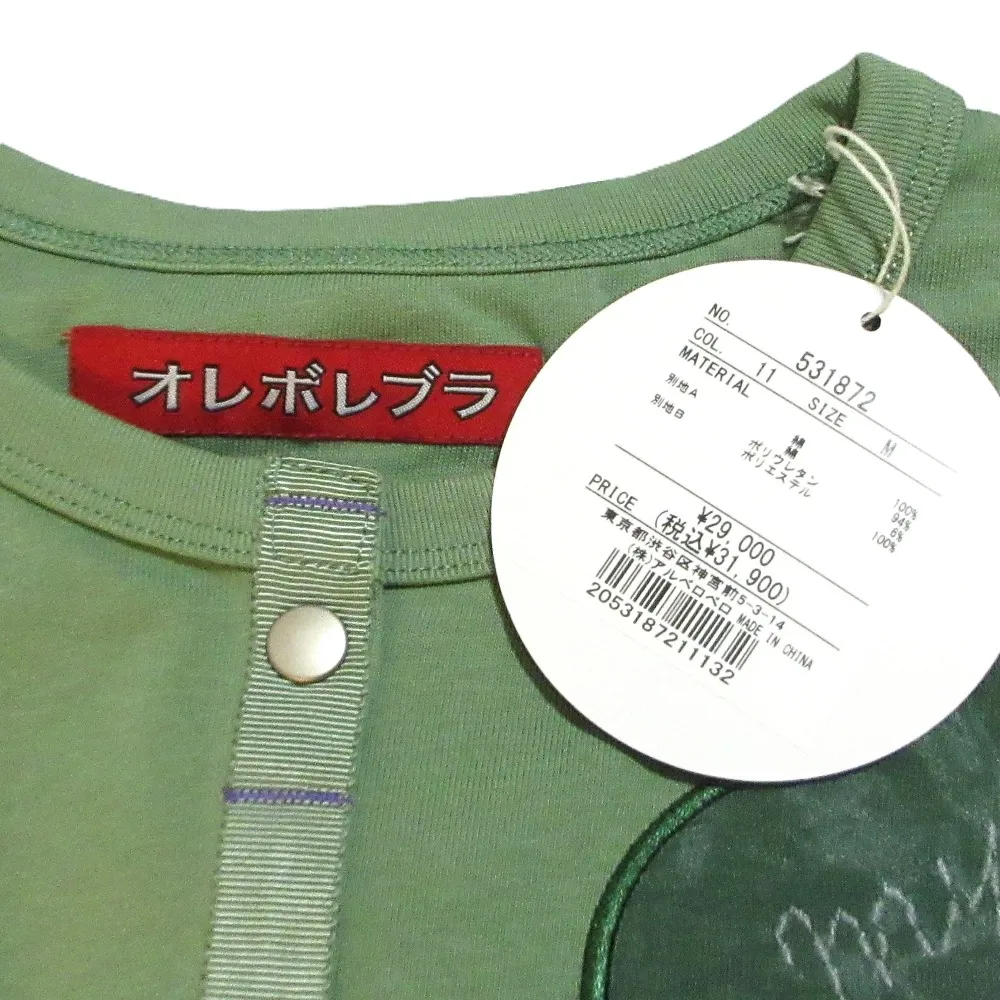 オレボレブラ
NO. 531872
COL. 11 SIZE M
MATERIAL
綿 100%
別地A 綿 94%
ポリウレタン 6%
別地B ポリエステル 100%
PRICE ¥29,000
(税込¥31,900)
東京都渋谷区神宮前5-3-14
(株)アルベロベロ MADE IN CHINA
2053187211132